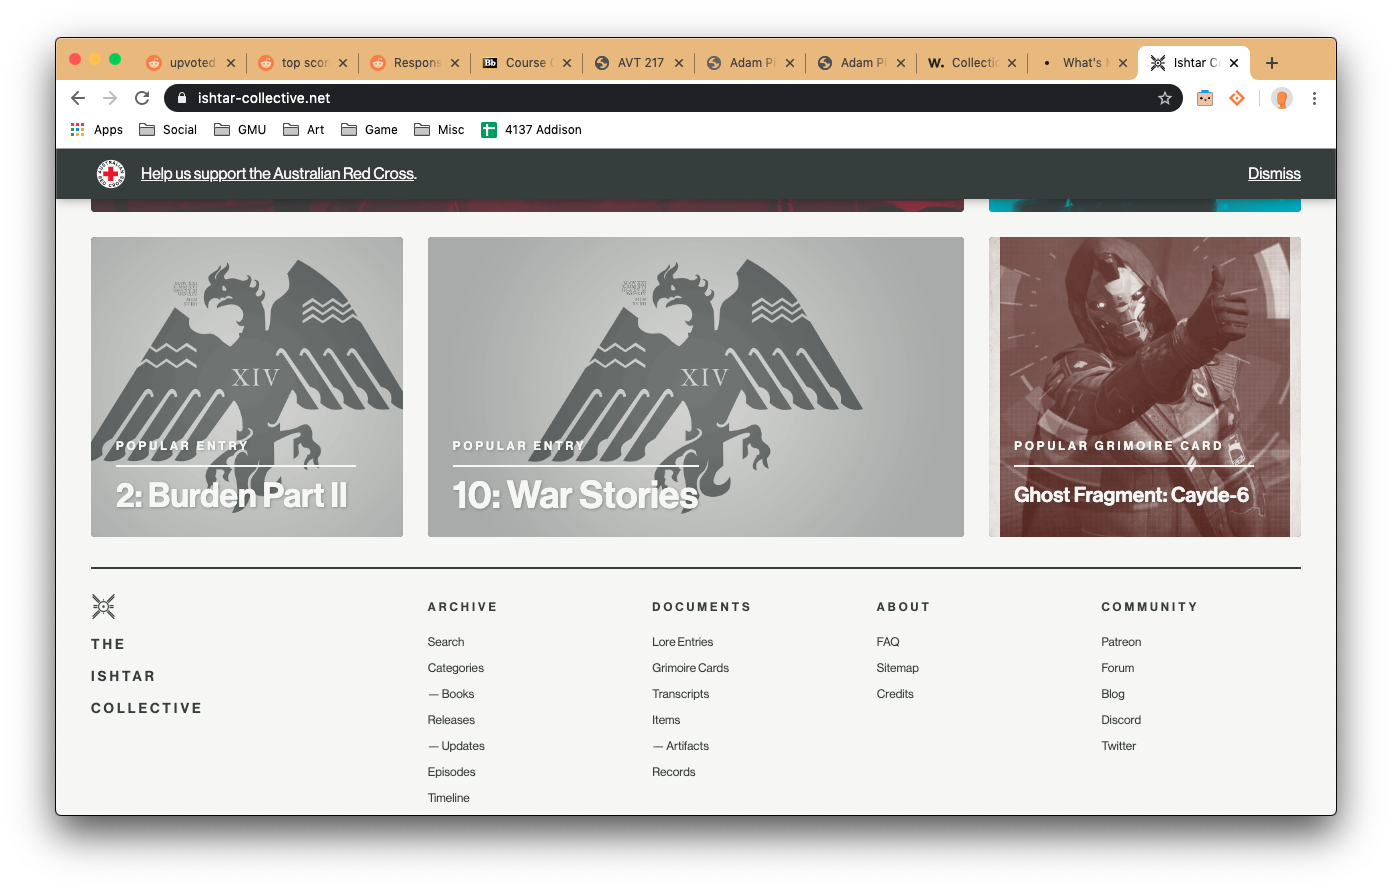 upvoted
top scor
Respons
Bb Course
AVT 217
Adam Pi
Adam Pi
W. Collectic
What's
Ishtar C
ishtar-collective.net
Apps
Social
GMU
Art
Game
Misc
4137 Addison
AUSTRALIAN RED CROSS
Help us support the Australian Red Cross.
Dismiss
XIV
POPULAR ENTRY
2: Burden Part II
XIV
POPULAR ENTRY
10: War Stories
POPULAR GRIMOIRE CARD
Ghost Fragment: Cayde-6
THE
ISHTAR
COLLECTIVE
ARCHIVE
Search
Categories
— Books
Releases
— Updates
Episodes
Timeline
DOCUMENTS
Lore Entries
Grimoire Cards
Transcripts
Items
— Artifacts
Records
ABOUT
FAQ
Sitemap
Credits
COMMUNITY
Patreon
Forum
Blog
Discord
Twitter